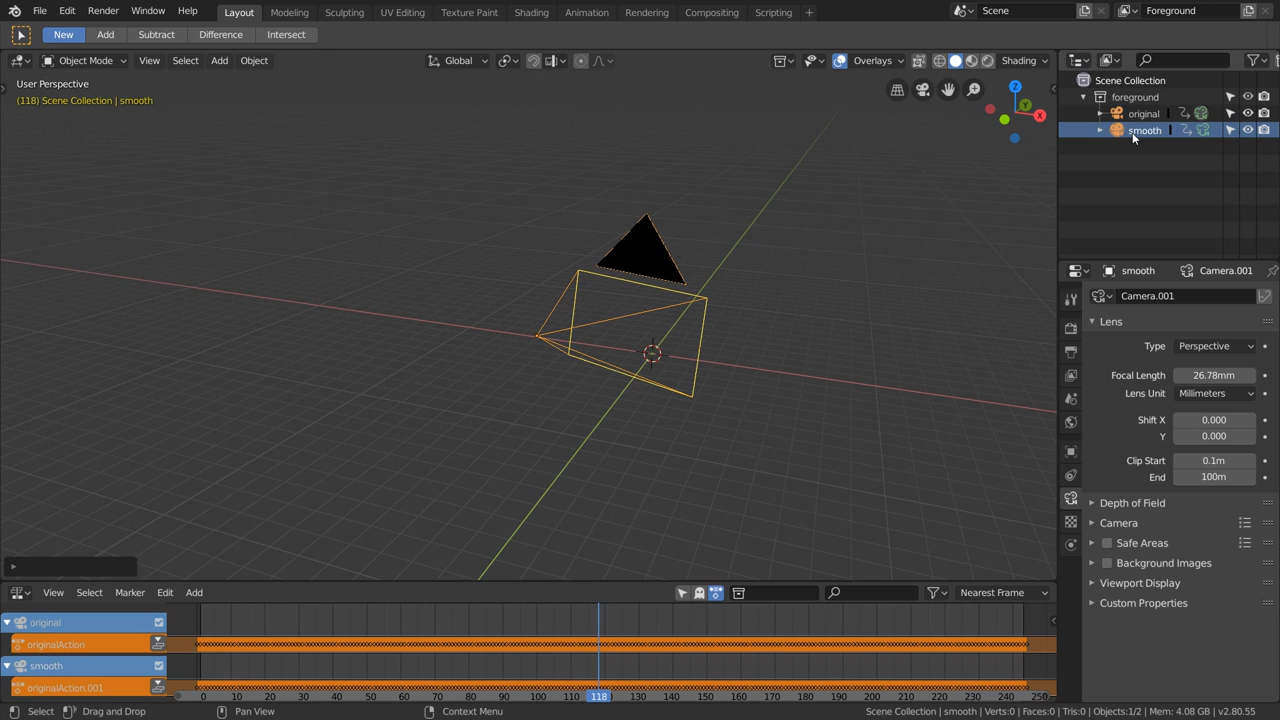 File Edit Render Window Help Layout Modeling Sculpting UV Editing Texture Paint Shading Animation Rendering Compositing Scripting + Scene Foreground
New Add Subtract Difference Intersect
Object Mode View Select Add Object Global Overlays Shading
User Perspective
(118) Scene Collection | smooth
Z
Y
X
Scene Collection
foreground
original
smooth
smooth Camera.001
Camera.001
Lens
Type Perspective
Focal Length 26.78mm
Lens Unit Millimeters
Shift X 0.000
Y 0.000
Clip Start 0.1m
End 100m
Depth of Field
Camera
Safe Areas
Background Images
Viewport Display
Custom Properties
View Select Marker Edit Add Nearest Frame
original
originalAction
smooth
originalAction.001
0 10 20 30 40 50 60 70 80 90 100 110 118 130 140 150 160 170 180 190 200 210 220 230 240 250
Select Drag and Drop Pan View Context Menu Scene Collection | smooth | Verts:0 | Faces:0 | Tris:0 | Objects:1/2 | Mem: 4.08 GB | v2.80.55